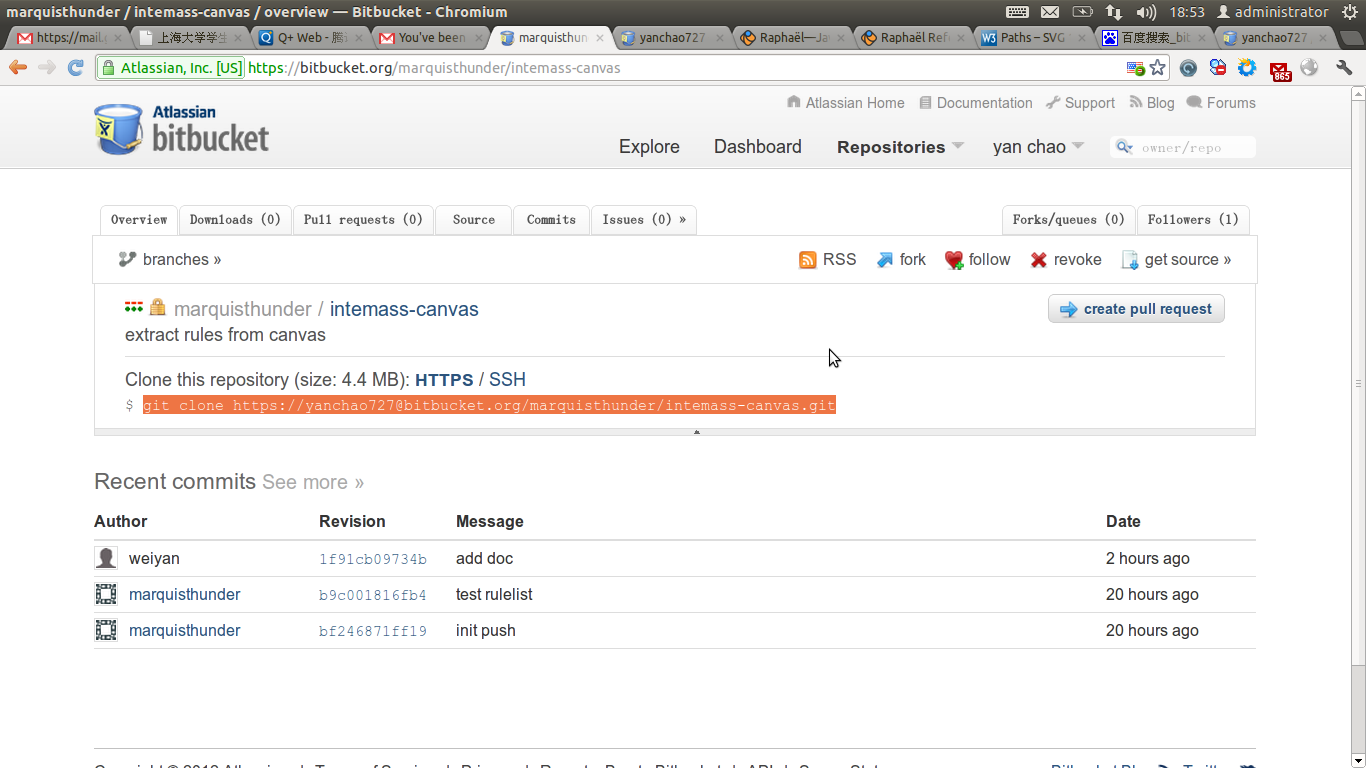 marquisthunder / intemass-canvas / overview — Bitbucket - Chromium
18:53 administrator
https://mail. 上海大学学生 Q+ Web - 腾 You've been marquisthun yanchao727 Raphaël—Ja Raphaël Ref Paths – SVG 百度搜索_bit yanchao727
Atlassian, Inc. [US] https://bitbucket.org/marquisthunder/intemass-canvas
865
Atlassian Home Documentation Support Blog Forums
Atlassian
bitbucket
Explore Dashboard Repositories yan chao owner/repo
Overview Downloads (0) Pull requests (0) Source Commits Issues (0) » Forks/queues (0) Followers (1)
branches » RSS fork follow revoke get source »
marquisthunder / intemass-canvas create pull request
extract rules from canvas
Clone this repository (size: 4.4 MB): HTTPS / SSH
$ git clone https://yanchao727@bitbucket.org/marquisthunder/intemass-canvas.git
Recent commits See more »
Author Revision Message Date
weiyan 1f91cb09734b add doc 2 hours ago
marquisthunder b9c001816fb4 test rulelist 20 hours ago
marquisthunder bf246871ff19 init push 20 hours ago